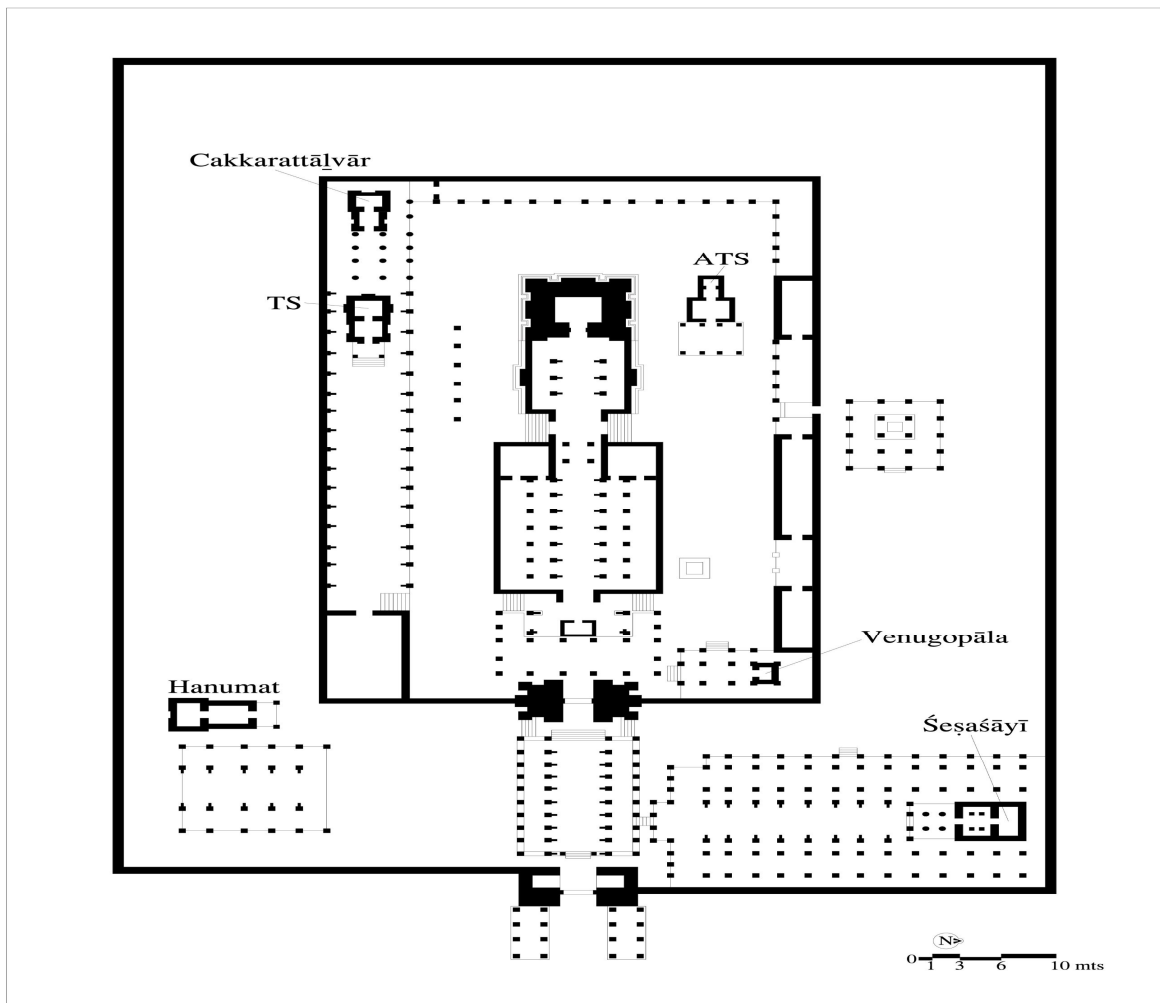 Cakkarattāḻvār
ATS
TS
Venugopāla
Hanumat
Śeṣaśāyī
N
0 1 3 6 10 mts